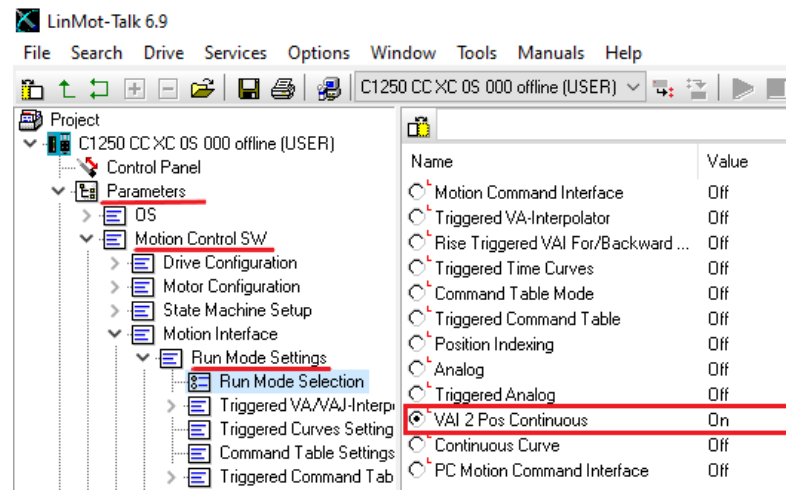 LinMot-Talk 6.9
File Search Drive Services Options Window Tools Manuals Help
C1250 CC XC 0S 000 offline (USER)
Project
C1250 CC XC 0S 000 offline (USER)
Control Panel
Parameters
OS
Motion Control SW
Drive Configuration
Motor Configuration
State Machine Setup
Motion Interface
Run Mode Settings
Run Mode Selection
Triggered VA/VAJ-Interp
Triggered Curves Setting
Command Table Settings
Triggered Command Tab
Name Value
Motion Command Interface Off
Triggered VA-Interpolator Off
Rise Triggered VAI For/Backward ... Off
Triggered Time Curves Off
Command Table Mode Off
Triggered Command Table Off
Position Indexing Off
Analog Off
Triggered Analog Off
VAI 2 Pos Continuous On
Continuous Curve Off
PC Motion Command Interface Off